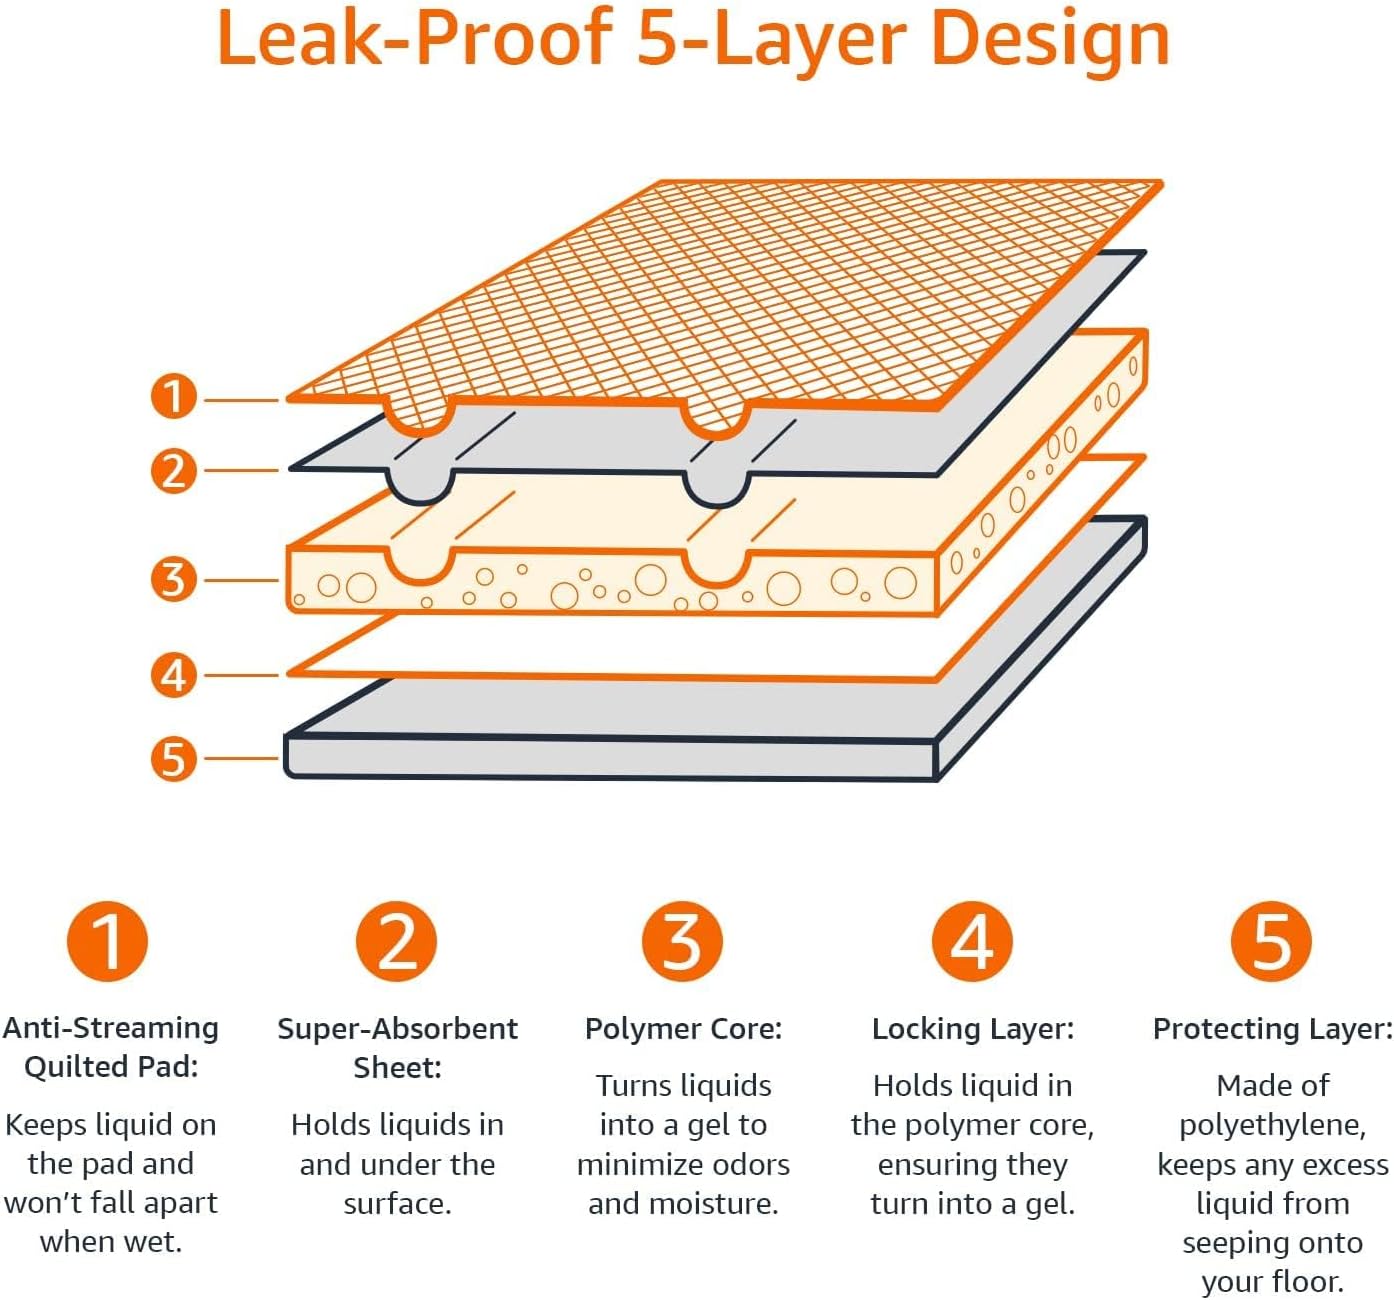 Leak-Proof 5-Layer Design
1
2
3
4
5
1
Anti-Streaming
Quilted Pad:
Keeps liquid on
the pad and
won't fall apart
when wet.
2
Super-Absorbent
Sheet:
Holds liquids in
and under the
surface.
3
Polymer Core:
Turns liquids
into a gel to
minimize odors
and moisture.
4
Locking Layer:
Holds liquid in
the polymer core,
ensuring they
turn into a gel.
5
Protecting Layer:
Made of
polyethylene,
keeps any excess
liquid from
seeping onto
your floor.